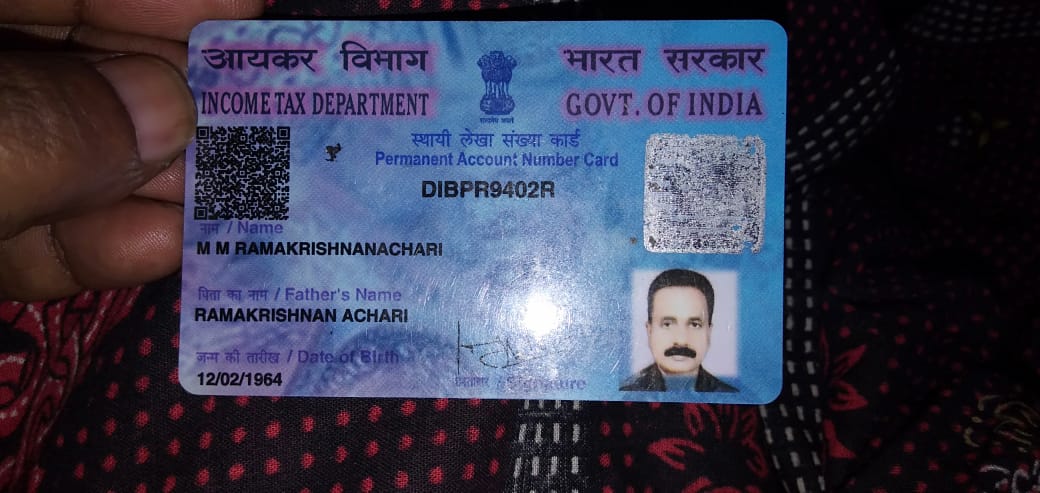 आयकर विभाग
INCOME TAX DEPARTMENT
सत्यमेव जयते
भारत सरकार
GOVT. OF INDIA
स्थायी लेखा संख्या कार्ड
Permanent Account Number Card
DIBPR9402R
नाम / Name
M M RAMAKRISHNANACHARI
पिता का नाम / Father's Name
RAMAKRISHNAN ACHARI
जन्म की तारीख / Date of Birth
12/02/1964
हस्ताक्षर / Signature